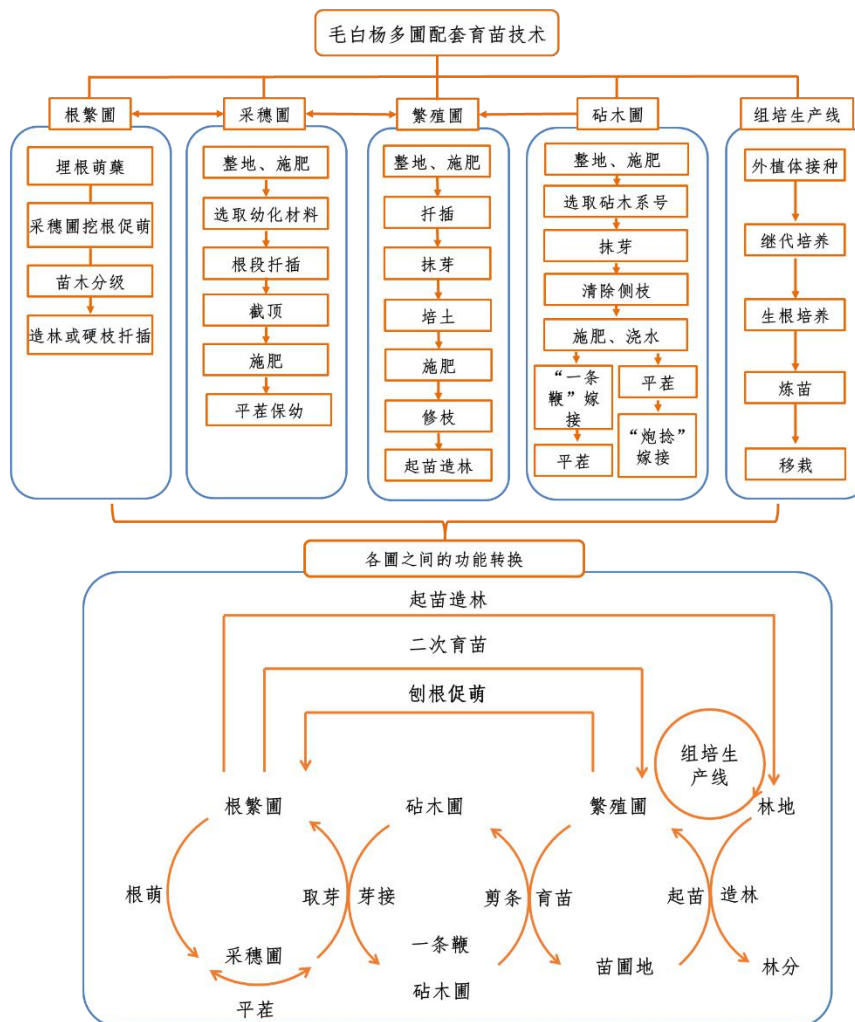 毛白杨多圃配套育苗技术
根繁圃
采穗圃
繁殖圃
砧木圃
组培生产线
埋根萌蘖
采穗圃挖根促萌
苗木分级
造林或硬枝扦插
整地、施肥
选取幼化材料
根段扦插
截顶
施肥
平茬保幼
整地、施肥
扦插
抹芽
培土
施肥
修枝
起苗造林
整地、施肥
选取砧木系号
抹芽
清除侧枝
施肥、浇水
“一条
鞭”嫁
接
平茬
平茬
“炮捻”
嫁接
外植体接种
继代培养
生根培养
炼苗
移栽
各圃之间的功能转换
起苗造林
二次育苗
刨根促萌
组培生
产线
根繁圃
砧木圃
繁殖圃
林地
根萌
取芽
芽接
剪条
育苗
起苗
造林
采穗圃
一条鞭
砧木圃
苗圃地
林分
平茬